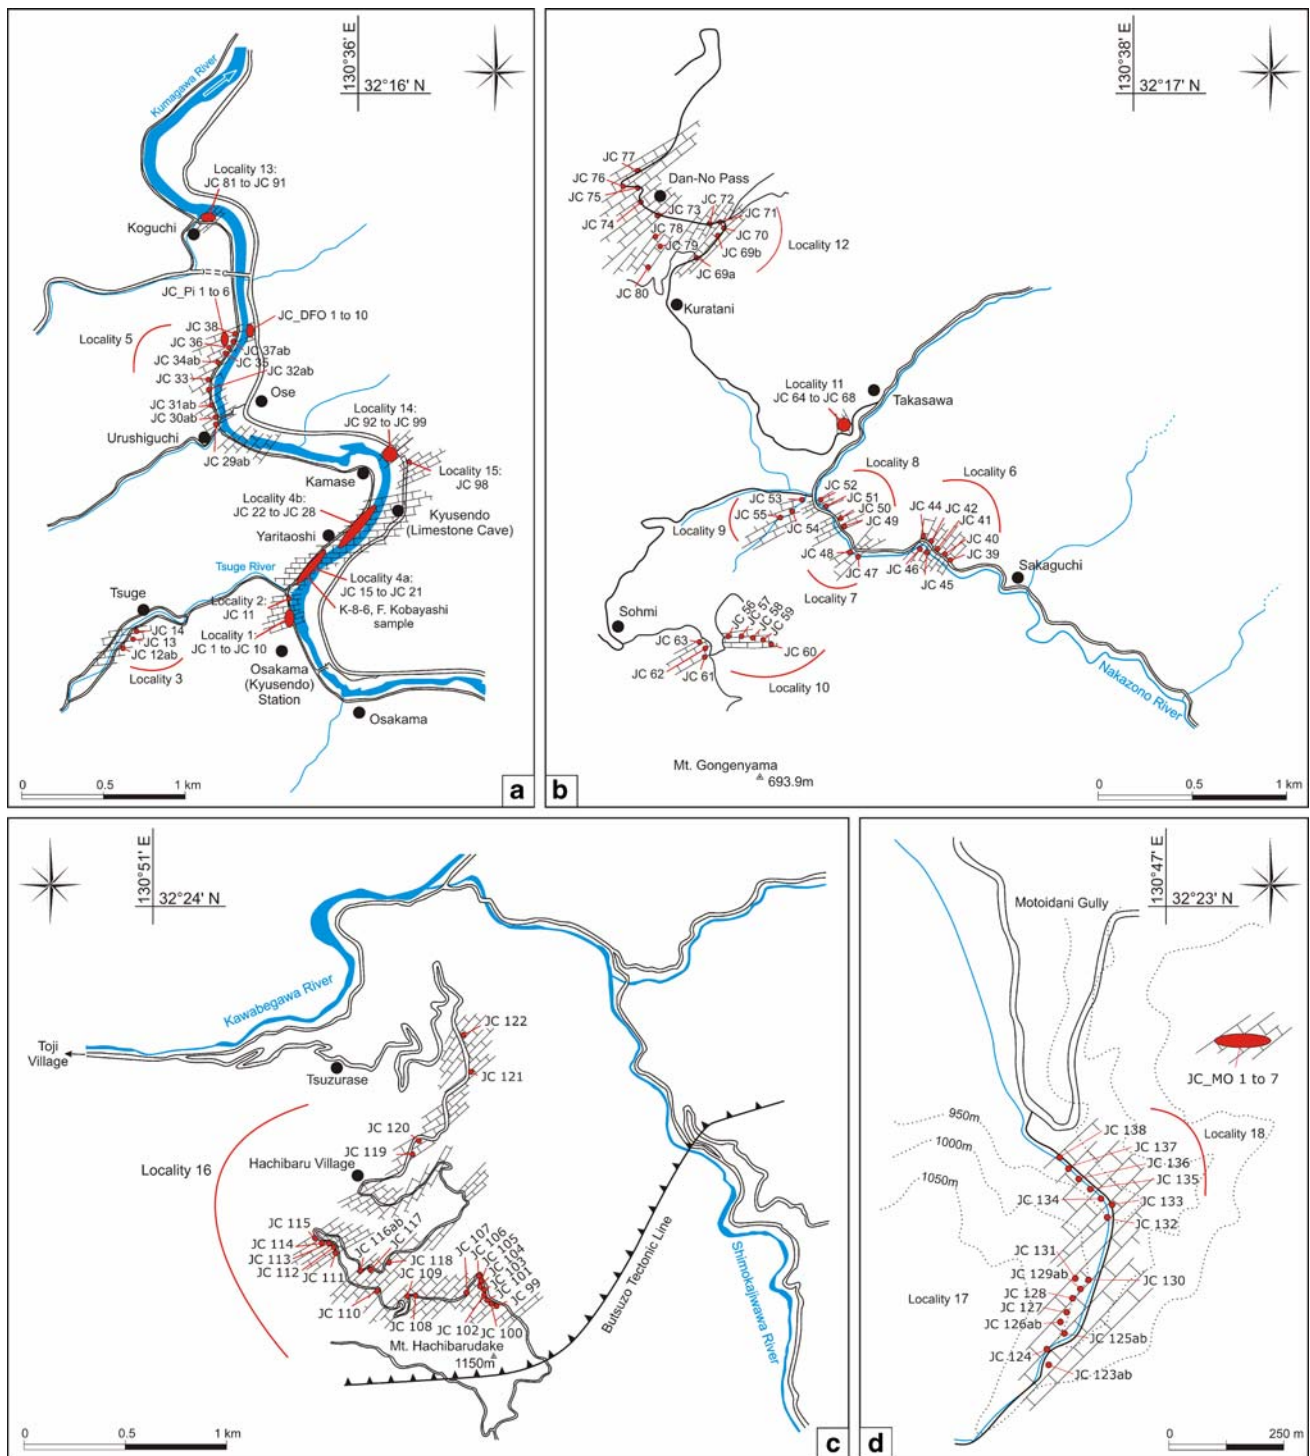 130°36' E
32°16' N
Kumagawa River
Locality 13:
JC 81 to JC 91
Koguchi
JC_Pi 1 to 6
JC_DFO 1 to 10
Locality 5
JC 38
JC 36
JC 37ab
JC 34ab
JC 35
JC 32ab
JC 33
Ose
JC 31ab
JC 30ab
Urushiguchi
JC 29ab
Locality 14:
JC 92 to JC 99
Locality 15:
JC 98
Kamase
Locality 4b:
JC 22 to JC 28
Kyusendo
(Limestone Cave)
Yaritaoshi
Tsuge River
Locality 4a:
JC 15 to JC 21
Tsuge
Locality 2:
JC 11
K-8-6, F. Kobayashi
sample
JC 14
JC 13
JC 12ab
Locality 1:
JC 1 to JC 10
Locality 3
Osakama
(Kyusendo)
Station
Osakama
0 0.5 1 km
a
130°38' E
32°17' N
JC 77
JC 76
JC 75
Dan-No Pass
JC 74
JC 73
JC 72
JC 71
JC 78
JC 70
JC 79
JC 69b
Locality 12
JC 69a
JC 80
Kuratani
Locality 11
JC 64 to JC 68
Takasawa
Locality 8
Locality 6
JC 53
JC 52
JC 51
JC 44
JC 42
JC 55
JC 50
JC 41
Locality 9
JC 54
JC 49
JC 40
JC 48
JC 39
JC 47
JC 46
JC 45
Sakaguchi
Locality 7
Sohmi
JC 56
JC 57
JC 58
JC 59
JC 63
JC 60
JC 62
JC 61
Locality 10
Nakazono River
Mt. Gongenyama
693.9m
0 0.5 1 km
b
130°51' E
32°24' N
Kawabegawa River
Toji
Village
Tsuzurase
JC 122
JC 121
JC 120
JC 119
Locality 16
Hachibaru Village
JC 115
JC 114
JC 113
JC 112
JC 111
JC 116ab
JC 117
JC 118
JC 109
JC 107
JC 106
JC 105
JC 104
JC 103
JC 101
JC 99
JC 110
JC 108
JC 102
JC 100
Mt. Hachibarudake
1150m
Butsuzo Tectonic Line
Shimokajiwawa River
0 0.5 1 km
c
130°47' E
32°23' N
Motoidani Gully
JC_MO 1 to 7
950m
1000m
1050m
JC 138
JC 137
Locality 18
JC 136
JC 135
JC 134
JC 133
JC 132
JC 131
JC 129ab
JC 130
JC 128
Locality 17
JC 127
JC 126ab
JC 125ab
JC 124
JC 123ab
0 250 m
d